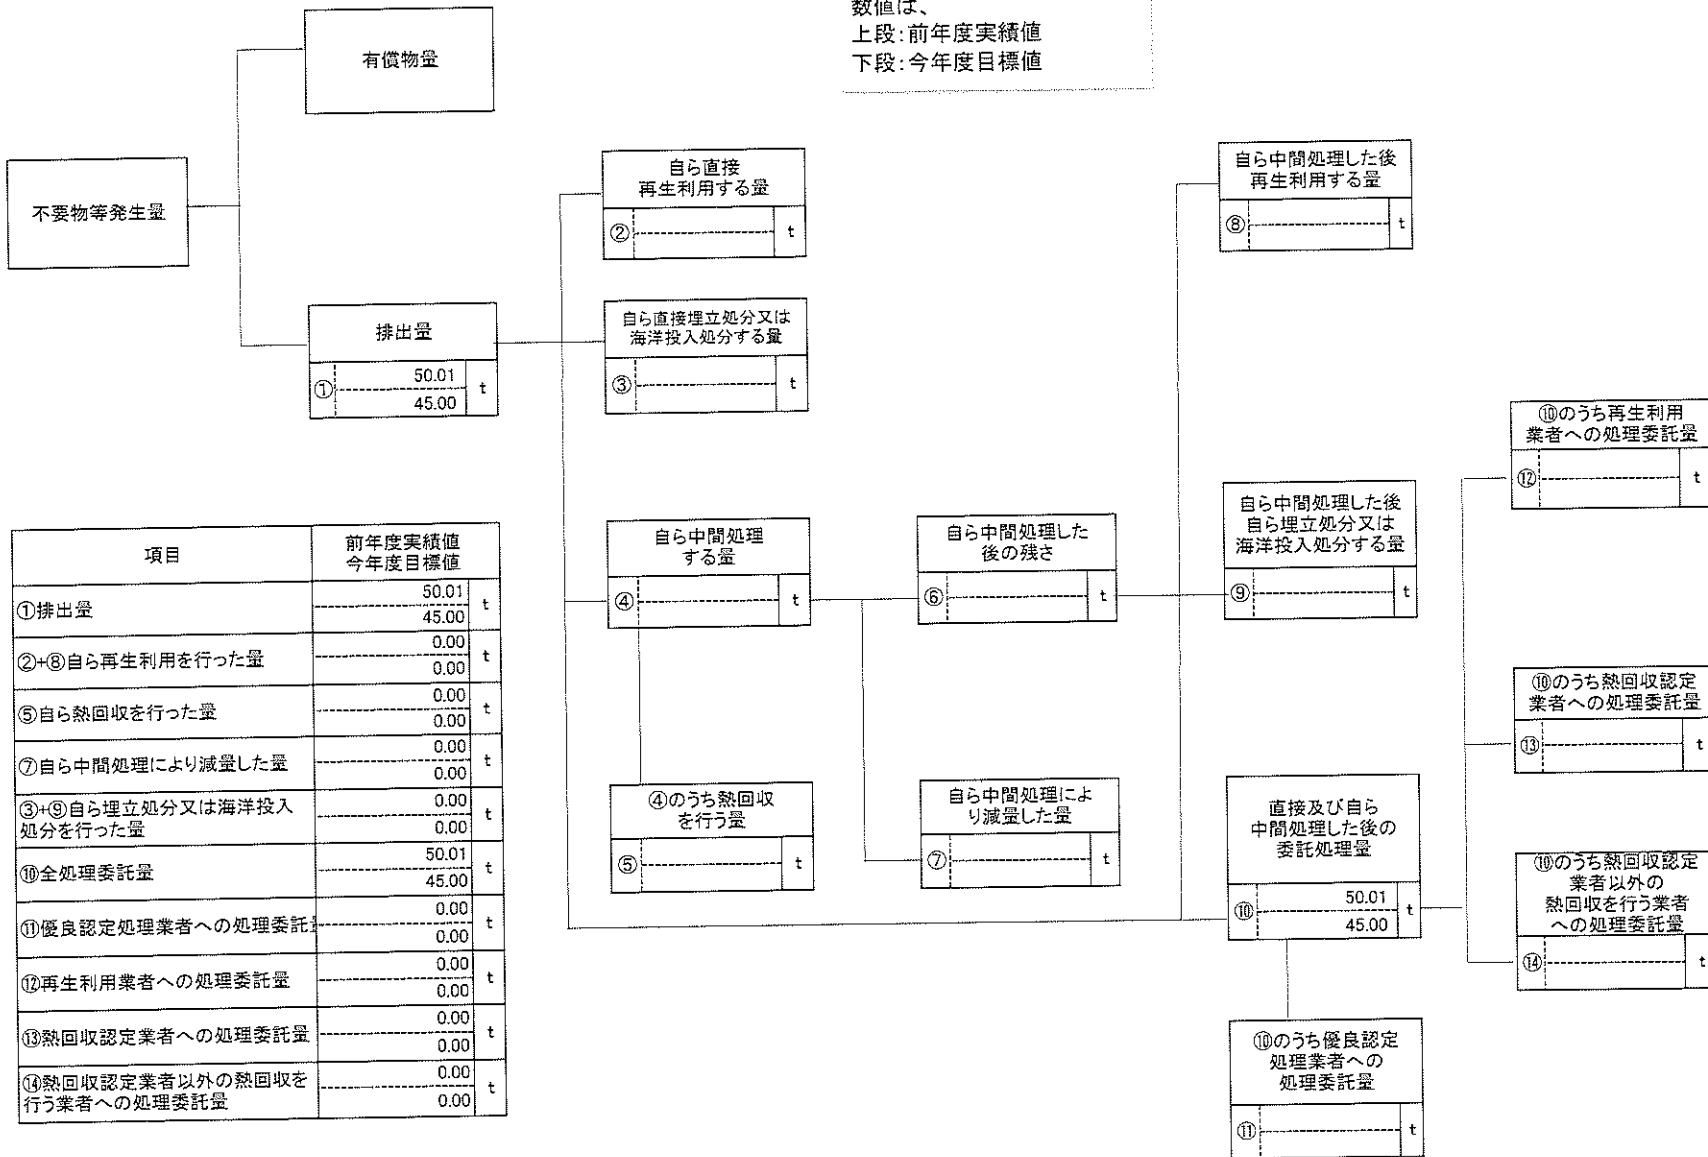 数値は、
上段:前年度実績値
下段:今年度目標値
有償物量
不要物等発生量
排出量
①
50.01
45.00
t
自ら直接
再生利用する量
②
t
自ら直接埋立処分又は
海洋投入処分する量
③
t
自ら中間処理
する量
④
t
④のうち熱回収
を行う量
⑤
t
自ら中間処理した
後の残さ
⑥
t
自ら中間処理によ
り減量した量
⑦
t
自ら中間処理した後
再生利用する量
⑧
t
自ら中間処理した後
自ら埋立処分又は
海洋投入処分する量
⑨
t
直接及び自ら
中間処理した後の
委託処理量
⑩
50.01
45.00
t
⑩のうち優良認定
処理業者への
処理委託量
⑪
t
⑩のうち再生利用
業者への処理委託量
⑫
t
⑩のうち熱回収認定
業者への処理委託量
⑬
t
⑩のうち熱回収認定
業者以外の
熱回収を行う業者
への処理委託量
⑭
t
項目
前年度実績値
今年度目標値
①排出量
50.01
45.00
t
②+⑧自ら再生利用を行った量
0.00
0.00
t
⑤自ら熱回収を行った量
0.00
0.00
t
⑦自ら中間処理により減量した量
0.00
0.00
t
③+⑨自ら埋立処分又は海洋投入
処分を行った量
0.00
0.00
t
⑩全処理委託量
50.01
45.00
t
⑪優良認定処理業者への処理委託
0.00
0.00
t
⑫再生利用業者への処理委託量
0.00
0.00
t
⑬熱回収認定業者への処理委託量
0.00
0.00
t
⑭熱回収認定業者以外の熱回収を
行う業者への処理委託量
0.00
0.00
t